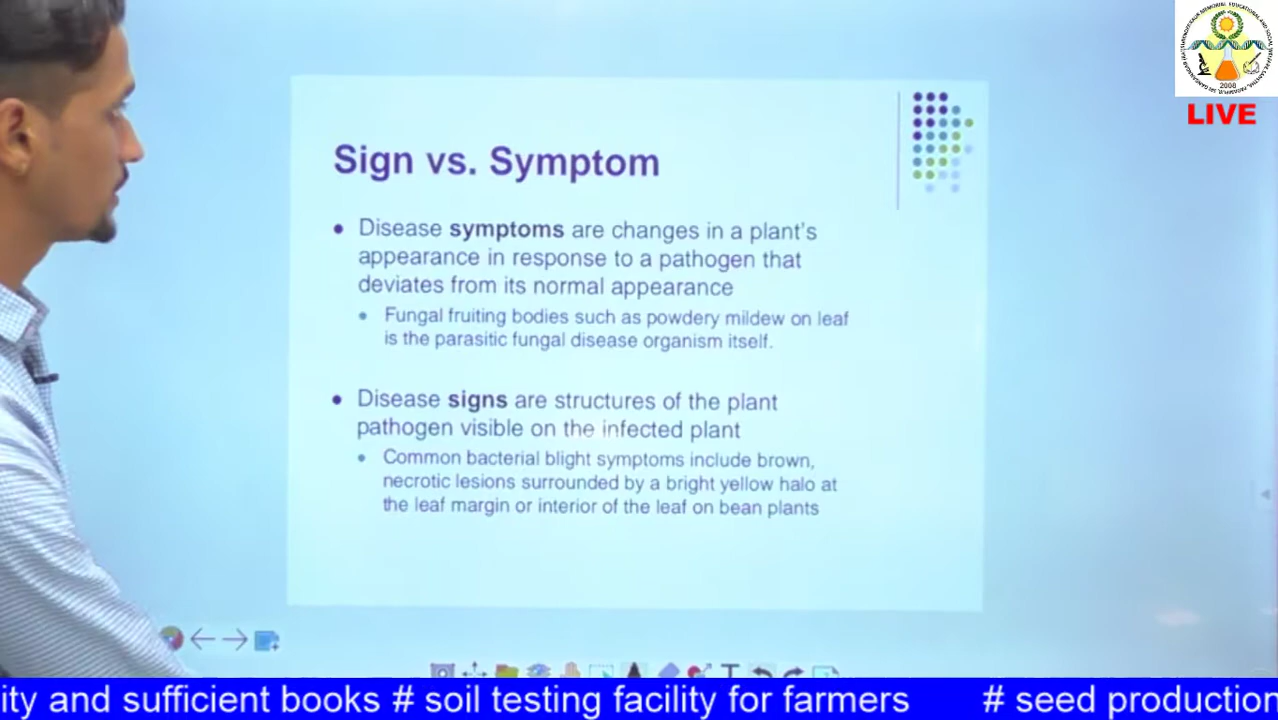 LIVE
Sign vs. Symptom
Disease symptoms are changes in a plant's
appearance in response to a pathogen that
deviates from its normal appearance
Fungal fruiting bodies such as powdery mildew on leaf
is the parasitic fungal disease organism itself.
Disease signs are structures of the plant
pathogen visible on the infected plant
Common bacterial blight symptoms include brown,
necrotic lesions surrounded by a bright yellow halo at
the leaf margin or interior of the leaf on bean plants
2008
T
ity and sufficient books # soil testing facility for farmers # seed production